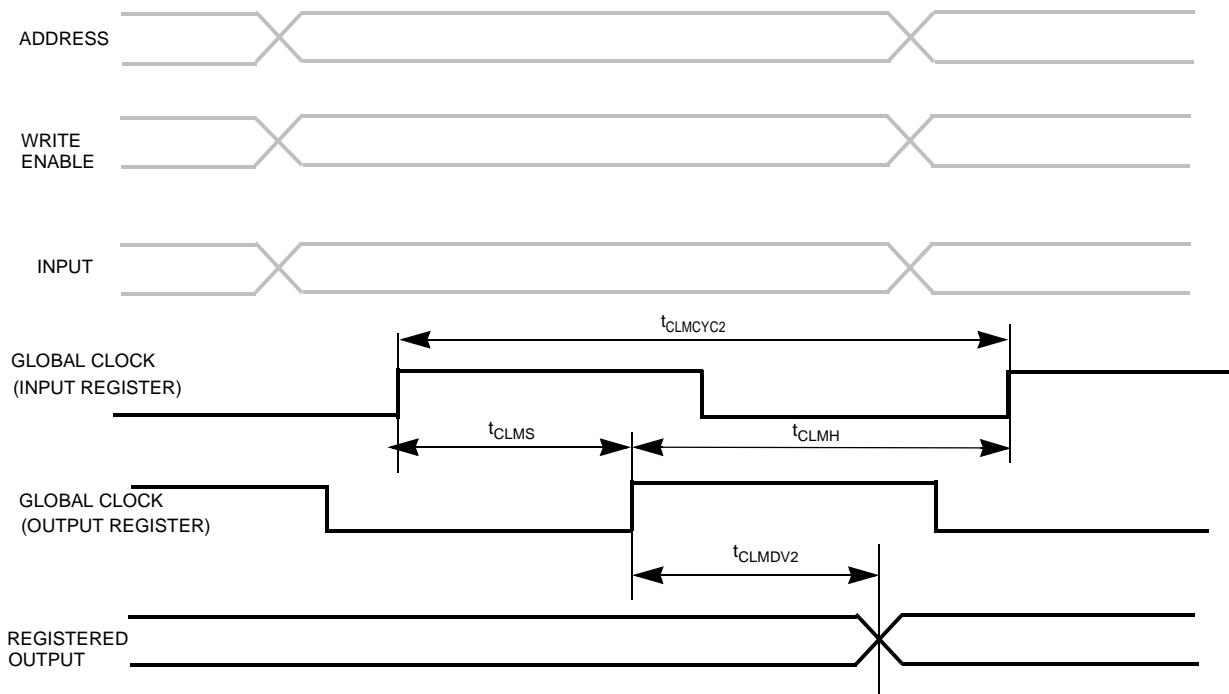 ADDRESS
WRITE
ENABLE
INPUT
tCLMCYC2
GLOBAL CLOCK
(INPUT REGISTER)
tCLMS
tCLMH
GLOBAL CLOCK
(OUTPUT REGISTER)
tCLMDV2
REGISTERED
OUTPUT